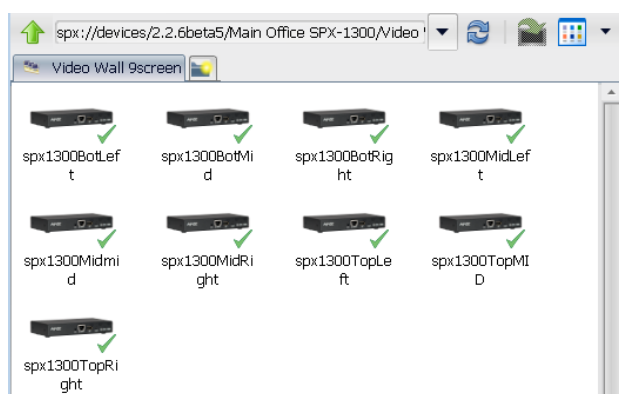 spx://devices/2.2.6beta5/Main Office SPX-1300/Video
Video Wall 9screen
spx1300BotLef
t
spx1300BotMi
d
spx1300BotRig
ht
spx1300MidLef
t
spx1300Midmi
d
spx1300MidRi
ght
spx1300TopLe
ft
spx1300TopMI
D
spx1300TopRi
ght